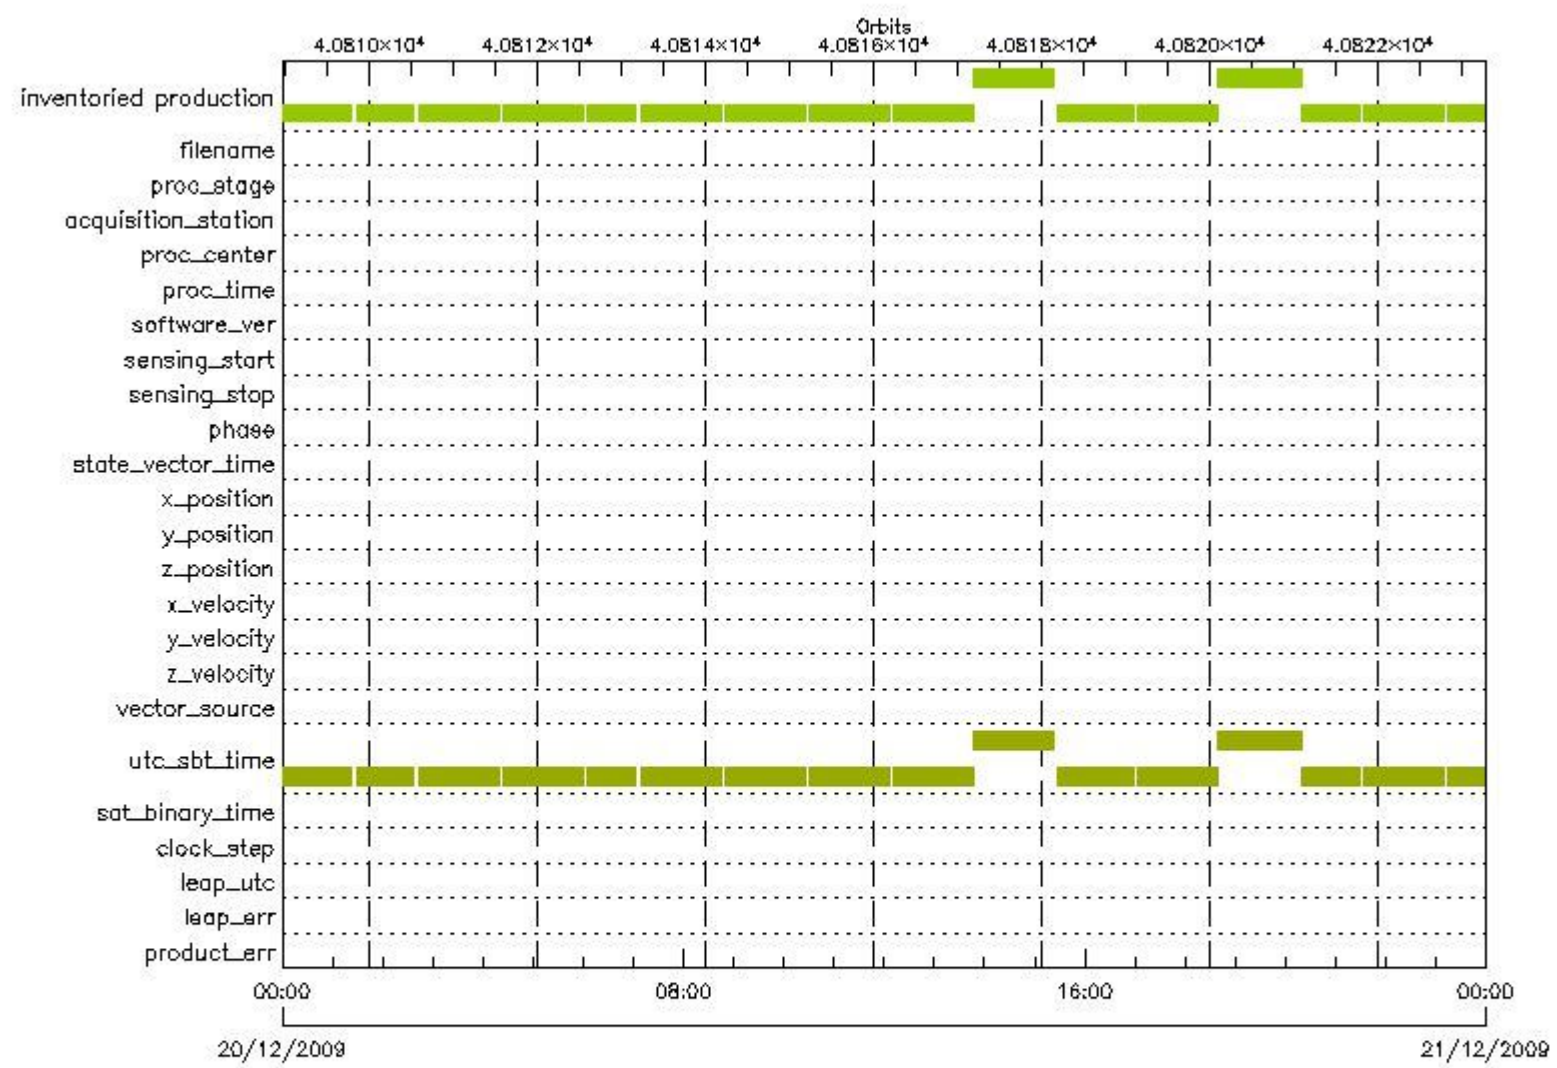 Orbits
4.0810×10⁴ 4.0812×10⁴ 4.0814×10⁴ 4.0816×10⁴ 4.0818×10⁴ 4.0820×10⁴ 4.0822×10⁴
inventoried production
filename
proc_stage
acquisition_station
proc_center
proc_time
software_ver
sensing_start
sensing_stop
phase
state_vector_time
x_position
y_position
z_position
x_velocity
y_velocity
z_velocity
vector_source
utc_sbt_time
sat_binary_time
clock_step
leap_utc
leap_err
product_err
00:00 08:00 16:00 00:00
20/12/2009 21/12/2009